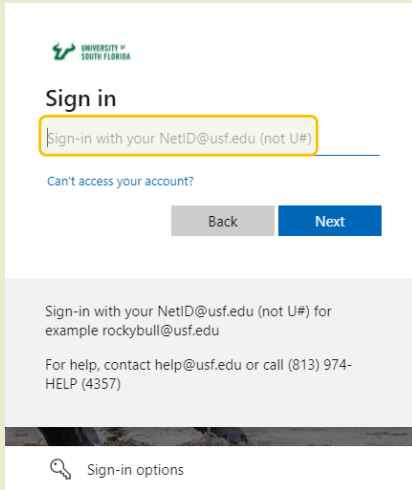 UNIVERSITY of
SOUTH FLORIDA
Sign in
Sign-in with your NetID@usf.edu (not U#)
Can't access your account?
Back
Next
Sign-in with your NetID@usf.edu (not U#) for
example rockybull@usf.edu
For help, contact help@usf.edu or call (813) 974-
HELP (4357)
Sign-in options